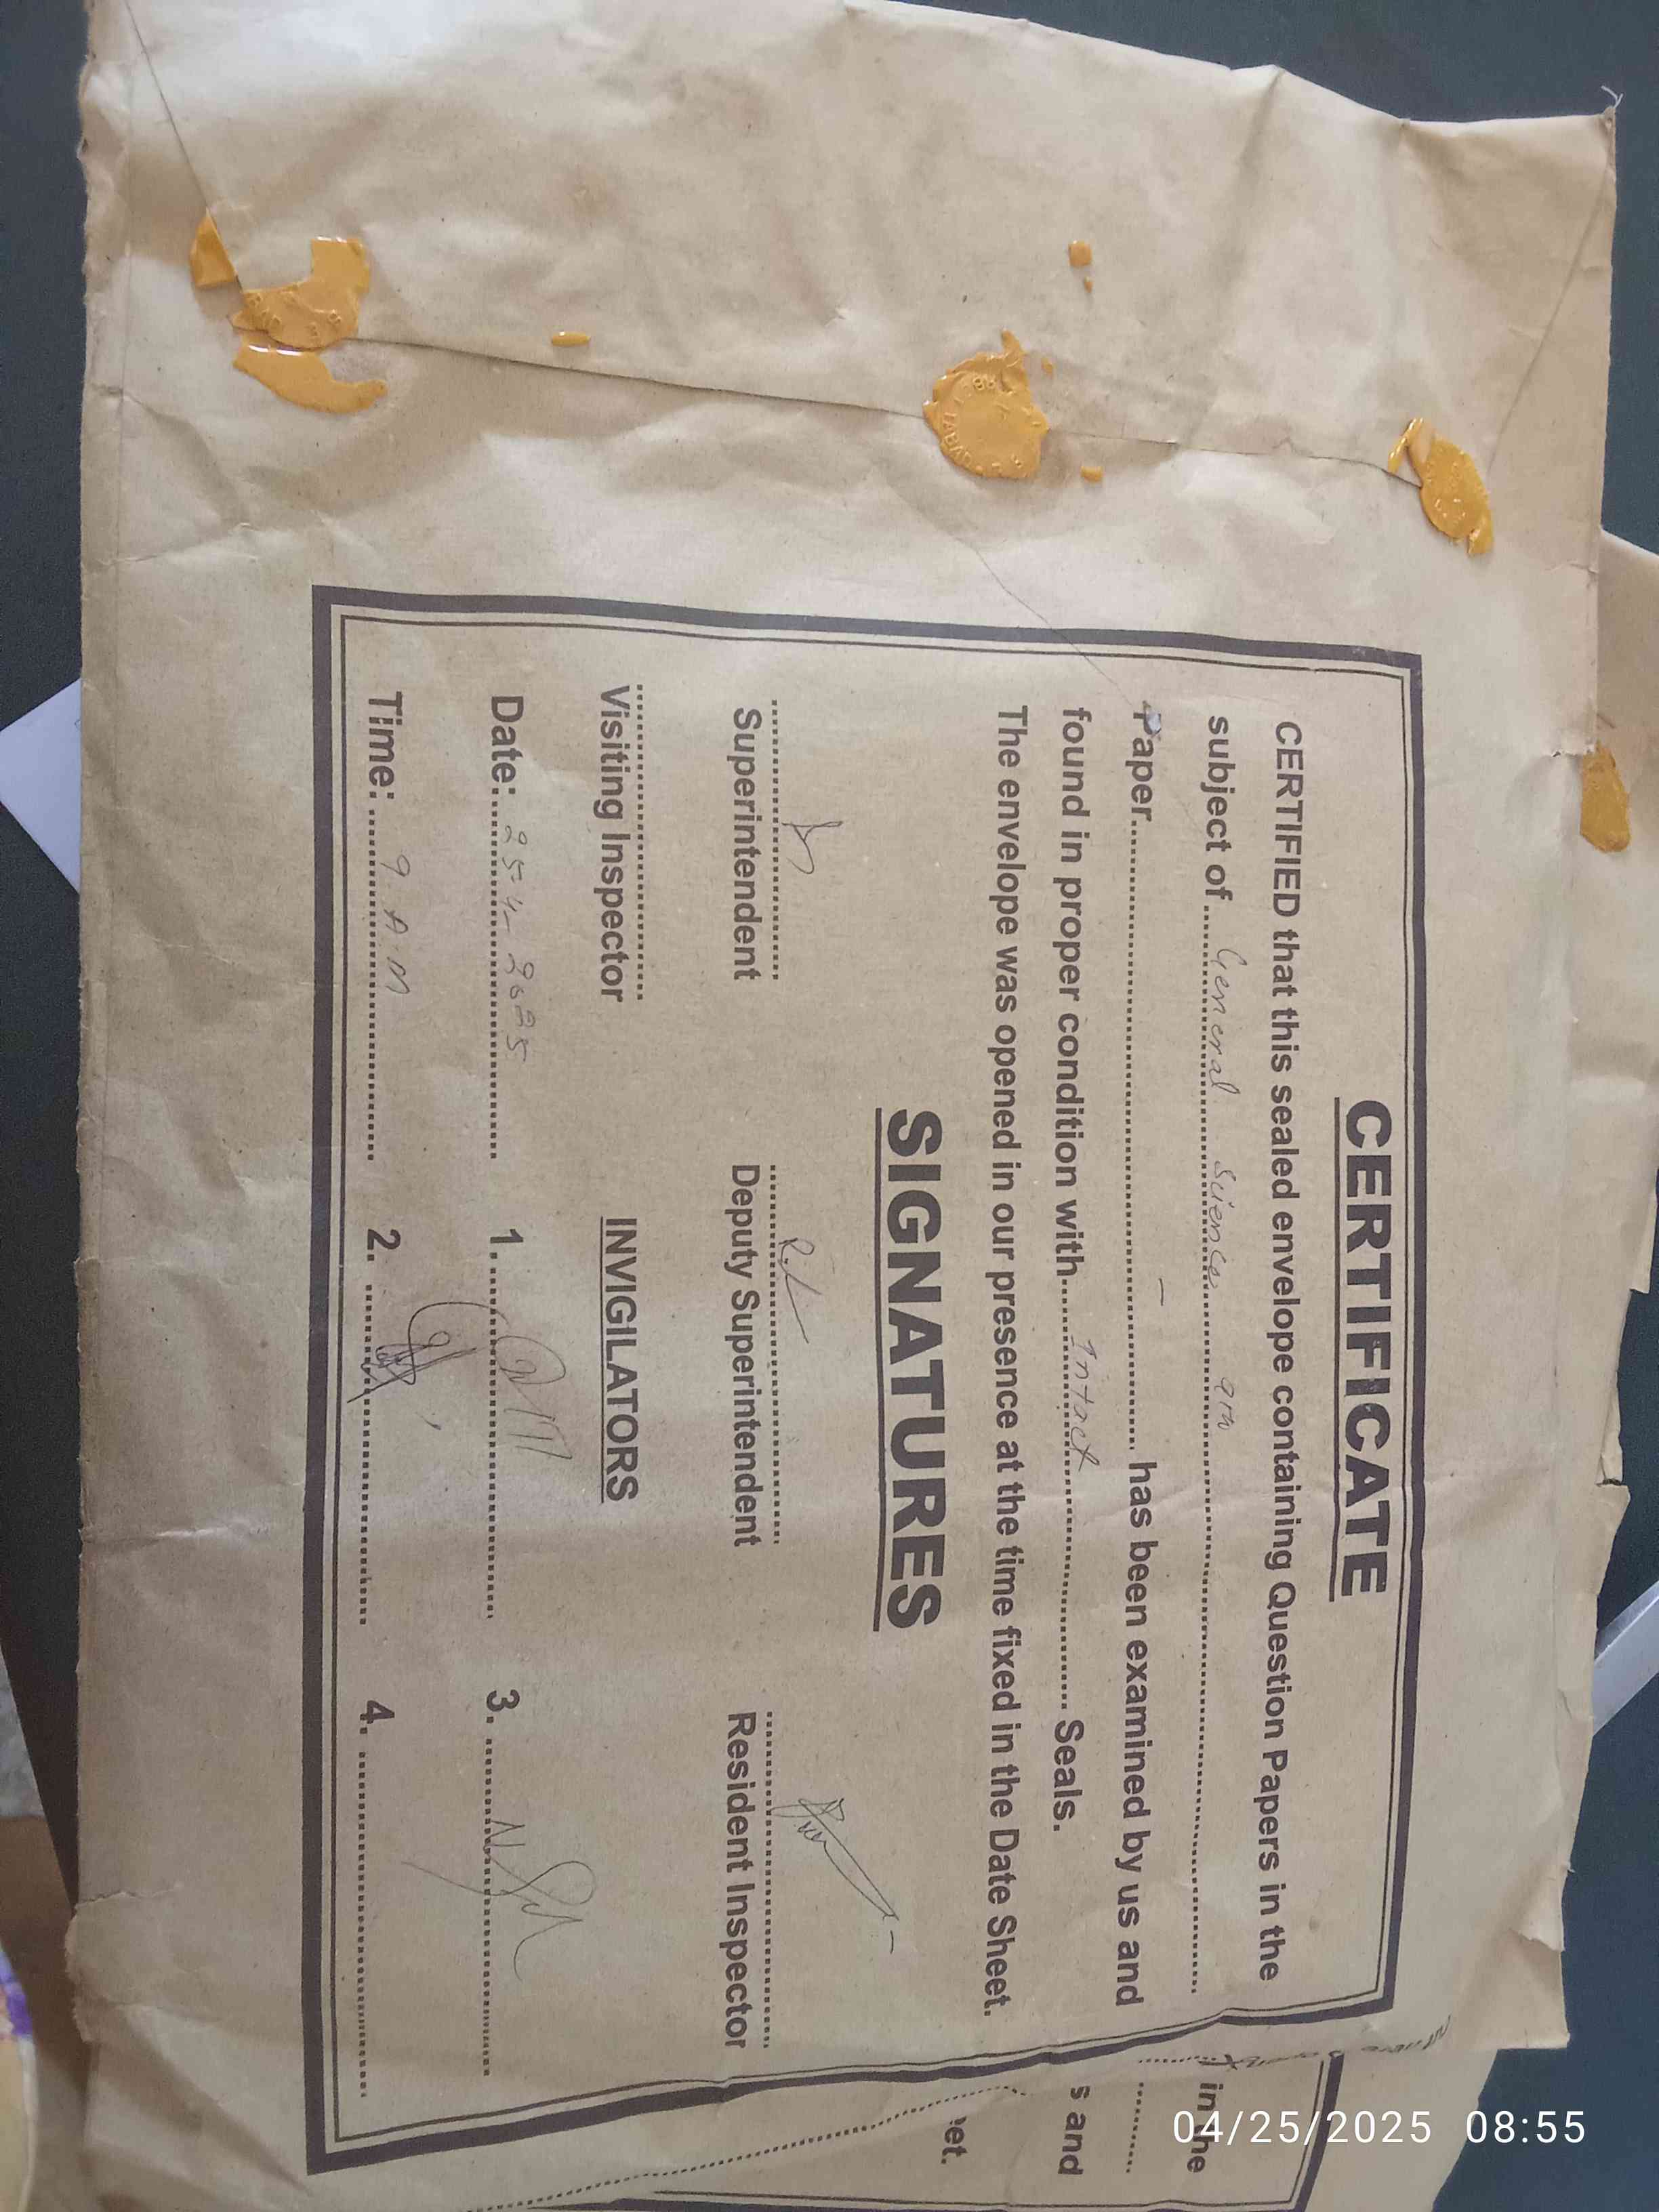 CERTIFICATE
CERTIFIED that this sealed envelope containing Question Papers in the
subject of.... General Science 9th ....
Paper.... — .... has been examined by us and
found in proper condition with.... Intact .... Seals.
The envelope was opened in our presence at the time fixed in the Date Sheet.
SIGNATURES
Superintendent Deputy Superintendent Resident Inspector
Visiting Inspector INVIGILATORS
Date:.... 25-4-2025 .... 1. .... 3. ....
Time: .... 9 A.M .... 2. .... 4. ....
in the
s and
eet.
04/25/2025 08:55